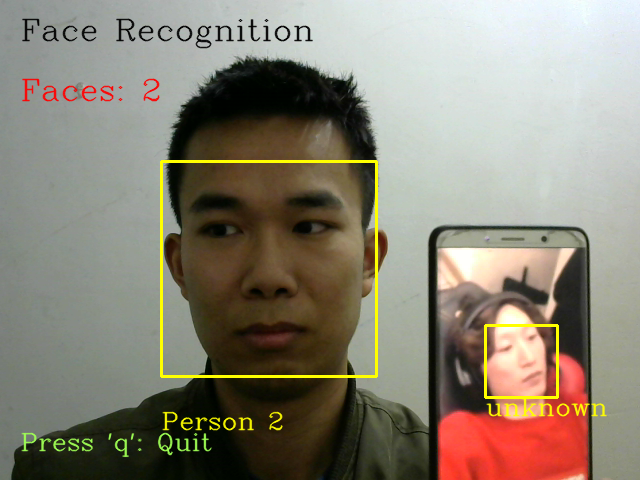 Face Recognition
Faces: 2
Person 2
unknown
Press 'q': Quit